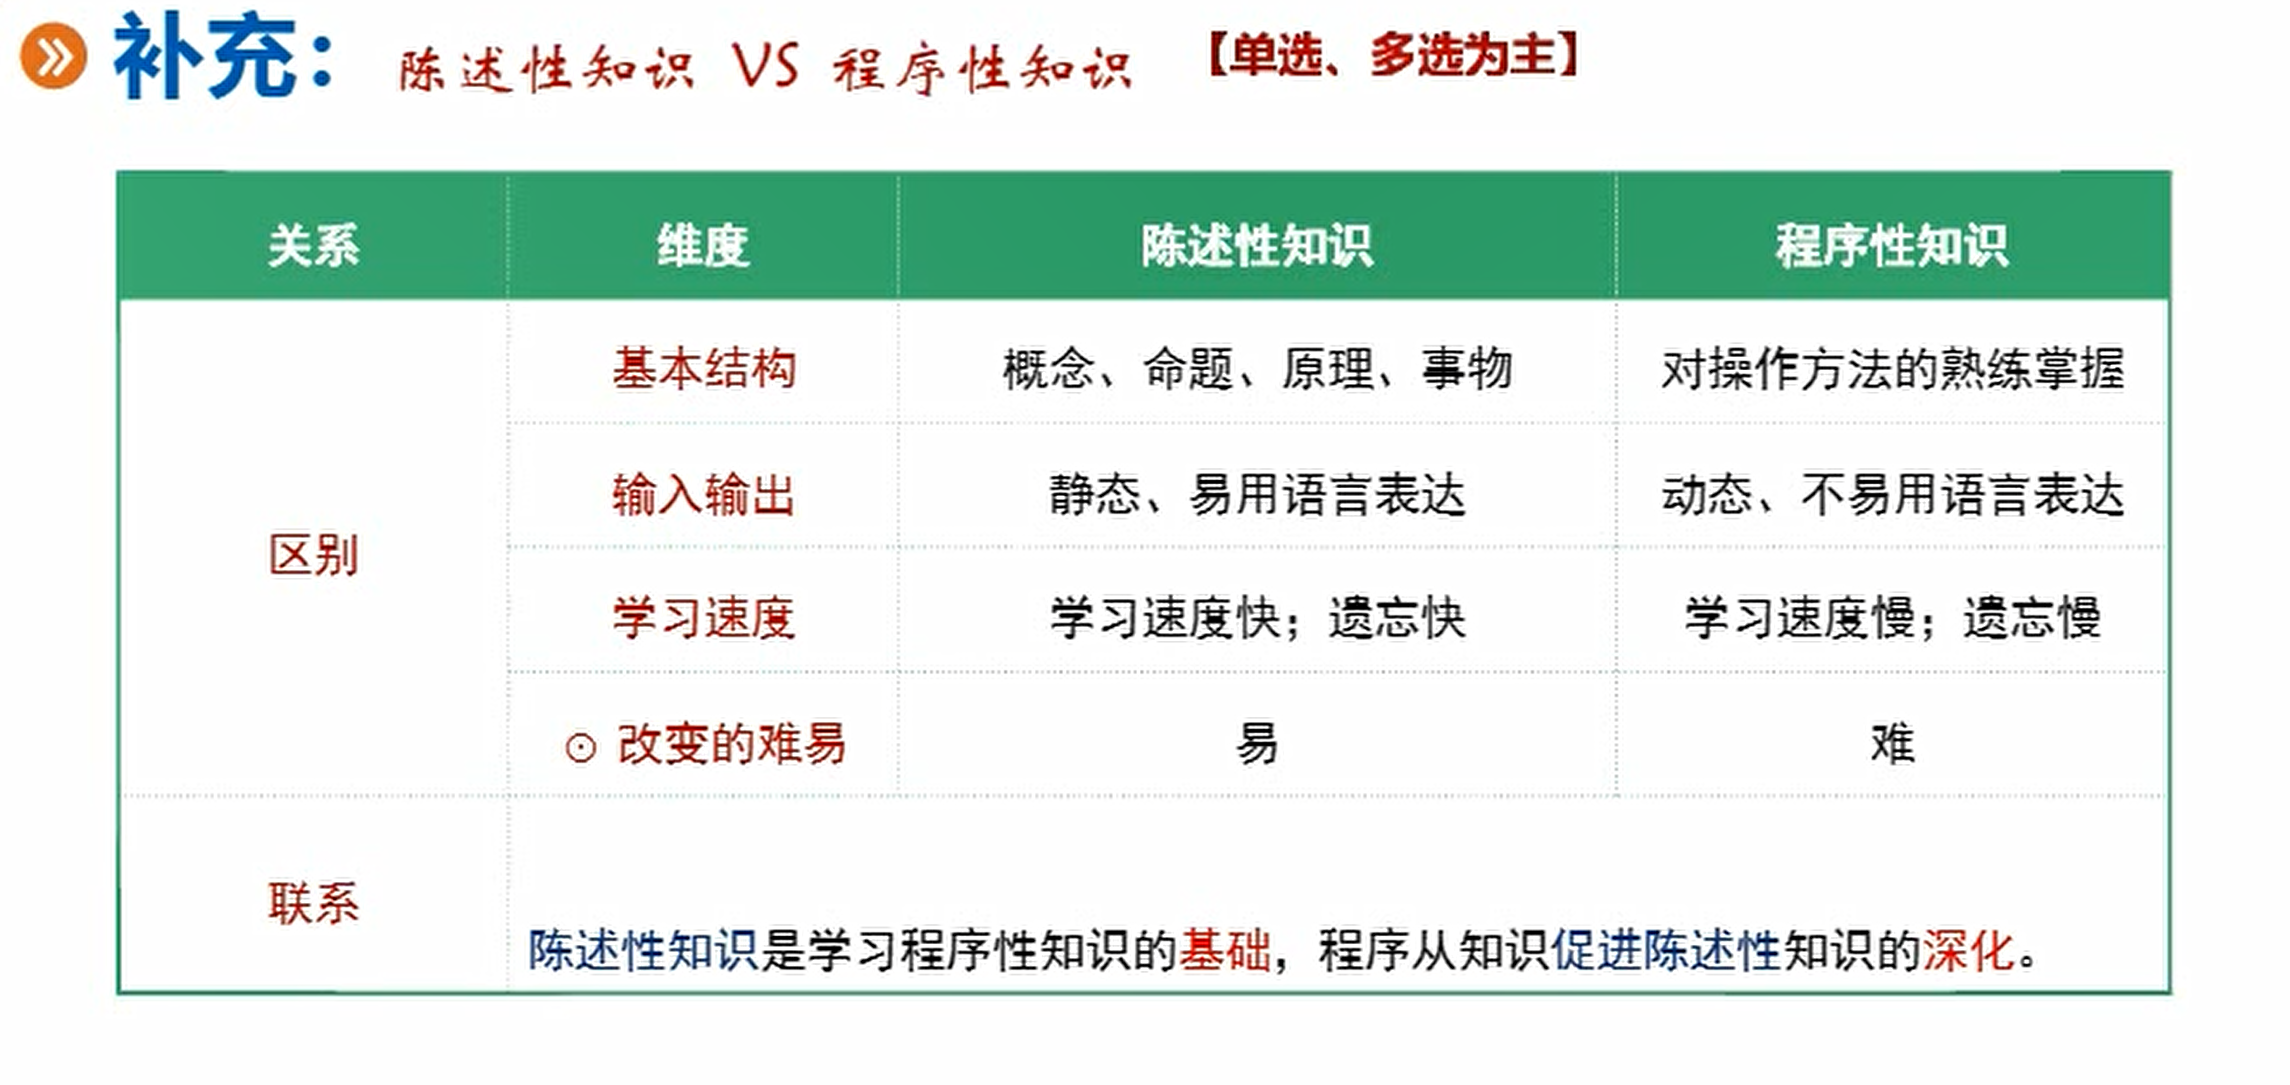 补充： 陈述性知识 VS 程序性知识 【单选、多选为主】
关系 维度 陈述性知识 程序性知识
区别
基本结构 概念、命题、原理、事物 对操作方法的熟练掌握
输入输出 静态、易用语言表达 动态、不易用语言表达
学习速度 学习速度快；遗忘快 学习速度慢；遗忘慢
⊙ 改变的难易 易 难
联系
陈述性知识是学习程序性知识的基础，程序从知识促进陈述性知识的深化。